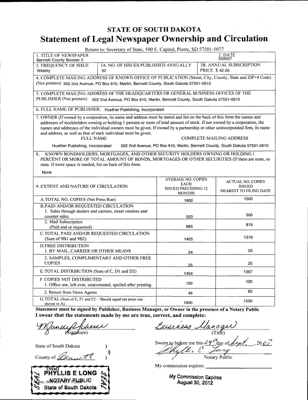 STATE OF SOUTH DAKOTA
Statement of Legal Newspaper Ownership and Circulation
Return to: Secretary of State, 500 E. Capitol, Pierre, SD 57501-5077
1. TITLE OF NEWSPAPER
Bennett County Booster II
2. DATE
9/28/07
3. FREQUENCY OF ISSUE
Weekly
3A. NO. OF ISSUES PUBLISHED ANNUALLY
52
3B. ANNUAL SUBSCRIPTION
PRICE $ 42.00
4. COMPLETE MAILING ADDRESS OF KNOWN OFFICE OF PUBLICATION (Street, City, County, State and ZIP+4 Code)
(Not printers) 502 2nd Avenue, PO Box 610, Martin, Bennett County, South Dakota 57551-0610
5. COMPLETE MAILING ADDRESS OF THE HEADQUARTERS OR GENERAL BUSINESS OFFICES OF THE
PUBLISHER (Not printers) 502 2nd Avenue, PO Box 610, Martin, Bennett County, South Dakota 57551-0610
6. FULL NAME OF PUBLISHER: Huether Publishing, Incorporated
7. OWNER (If owned by a corporation, its name and address must be stated and list on the back of this form the names and
addresses of stockholders owning or holding 1 percent or more of total amount of stock. If not owned by a corporation, the
names and addresses of the individual owners must be given. If owned by a partnership or other unincorporated firm, its name
and address, as well as that of each individual must be given.
FULL NAME COMPLETE MAILING ADDRESS
Huether Publishing, Incorporated 502 2nd Avenue, PO Box 610, Martin, Bennett County, South Dakota 57551-0610
8. KNOWN BONDHOLDERS, MORTGAGES, AND OTHER SECURITY HOLDERS OWNING OR HOLDING 1
PERCENT OR MORE OF TOTAL AMOUNT OF BONDS, MORTGAGES OR OTHER SECURITIES (If there are none, so
state. If more space is needed, list on back of this form.
None
9. EXTENT AND NATURE OF CIRCULATION
AVERAGE NO. COPIES
EACH
ISSUED PRECEDING 12
MONTHS
ACTUAL NO. COPIES
ISSUED
NEAREST TO FILING DATE
A. TOTAL NO. COPIES (Net Press Run) 1600 1500
B. PAID AND/OR REQUESTED CIRCULATION
1. Sales through dealers and carriers, street vendors and
counter sales. 520 500
2. Mail Subscription
(Paid and or requested) 885 819
C. TOTAL PAID AND/OR REQUESTED CIRCULATION
(Sum of 9B1 and 9B2) 1405 1319
D. FREE DISTRIBUTION
1. BY MAIL, CARRIER OR OTHER MEANS 24 23
2. SAMPLES, COMPLIMENTARY AND OTHER FREE
COPIES 25 25
E. TOTAL DISTRIBUTION (Sum of C, D1 and D2) 1454 1367
F. COPIES NOT DISTRIBUTED
1. Office use, left over, unaccounted, spoiled after printing 100 100
2. Return from News Agents 46 83
G. TOTAL (Sum of E, F1 and F2 - Should equal net press run
shown in A) 1600 1550
Statement must be signed by Publisher, Business Manager, or Owner in the presence of a Notary Public
I swear that the statements made by me are true, correct, and complete:
Business Manager
(Signature) (Title)
State of South Dakota )
Sworn to before me this 28th day of Sept., 2007
County of Bennett )
Phyllis E Long
Notary Public
My commission expires:
PHYLLIS E LONG
NOTARY PUBLIC
State of South Dakota
My Commission Expires
August 30, 2012